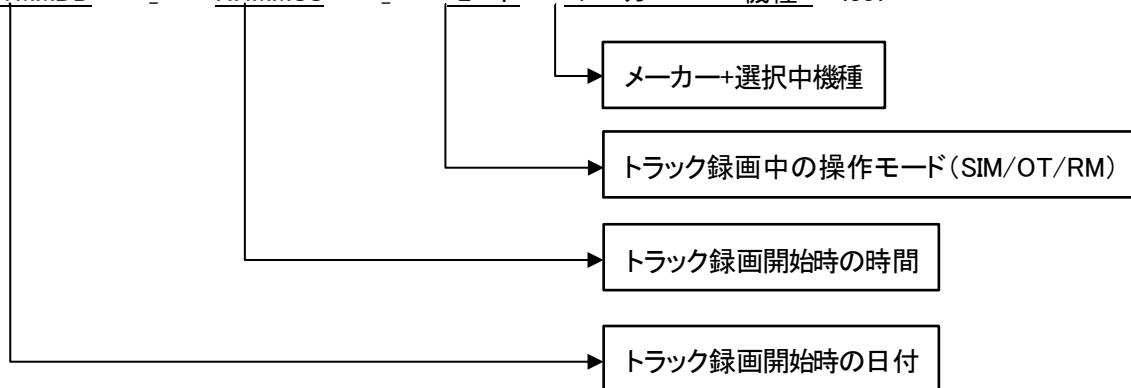 メーカー+選択中機種
トラック録画中の操作モード(SIM/OT/RM)
トラック録画開始時の時間
トラック録画開始時の日付